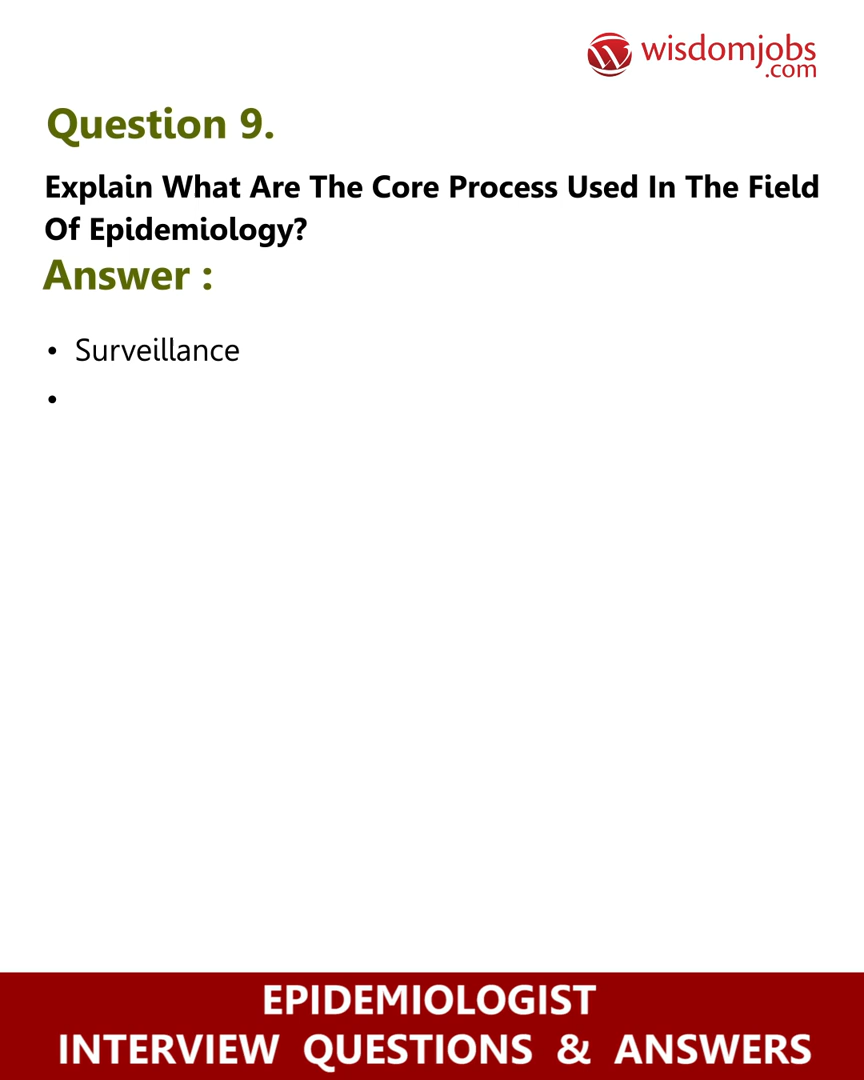 wisdomjobs
.com
Question 9.
Explain What Are The Core Process Used In The Field
Of Epidemiology?
Answer :
• Surveillance
•
EPIDEMIOLOGIST
INTERVIEW QUESTIONS & ANSWERS